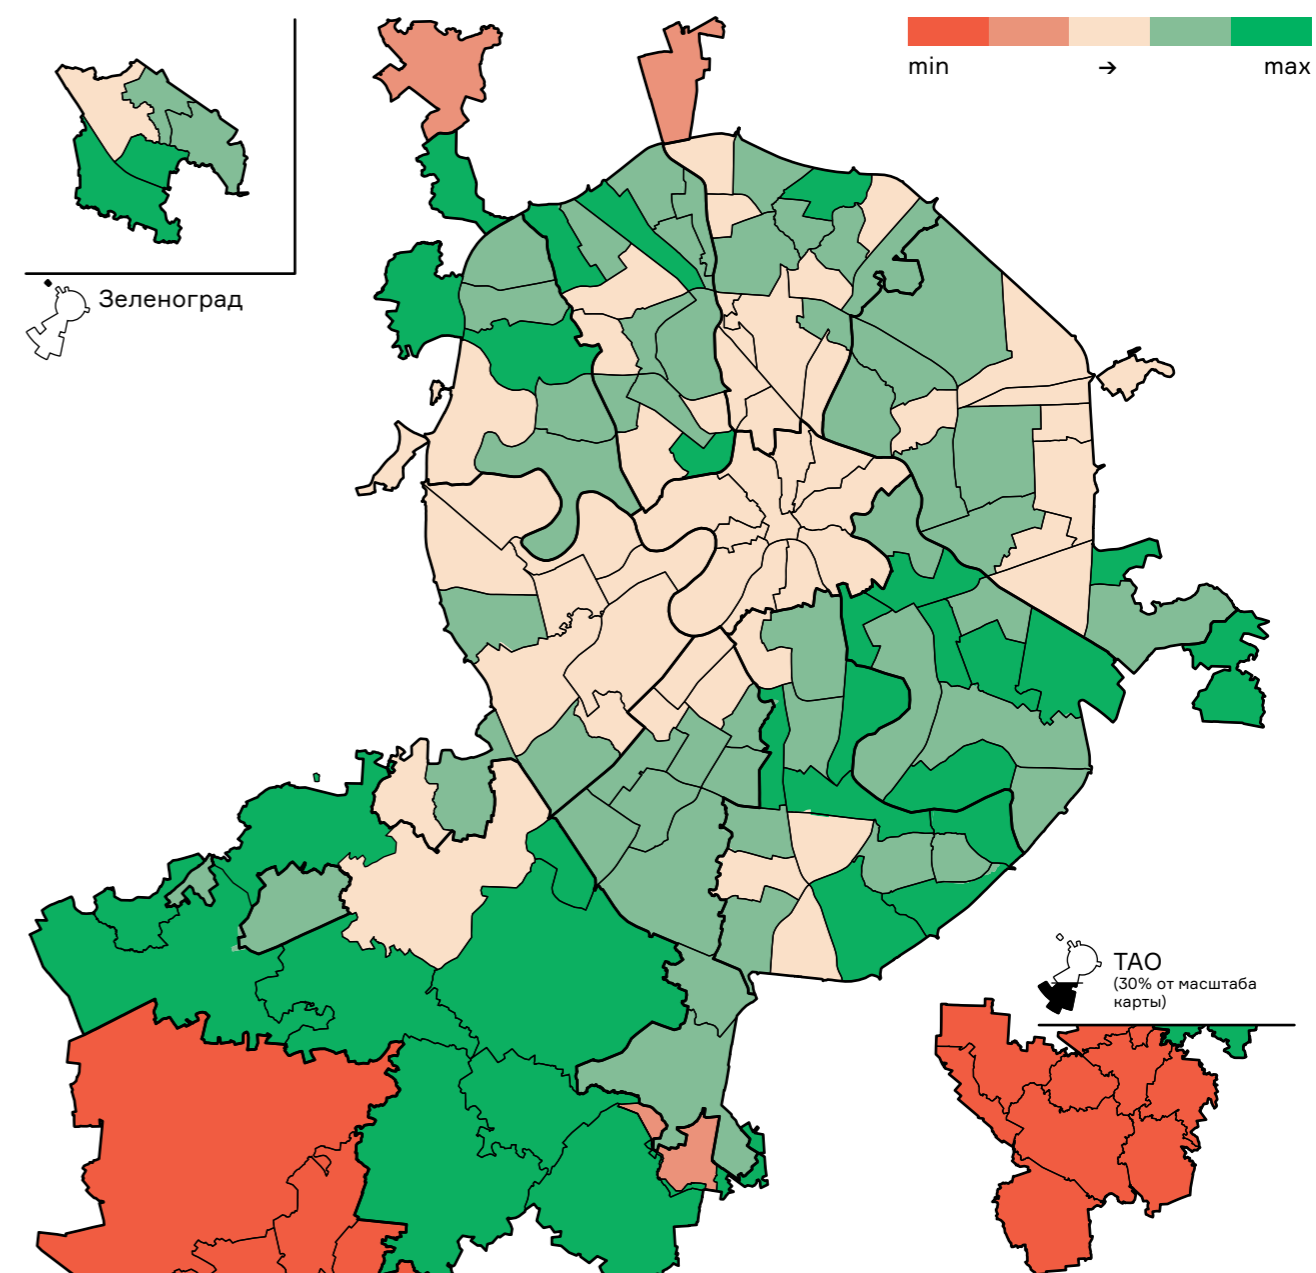 min → max
Зеленоград
ТАО
(30% от масштаба
карты)